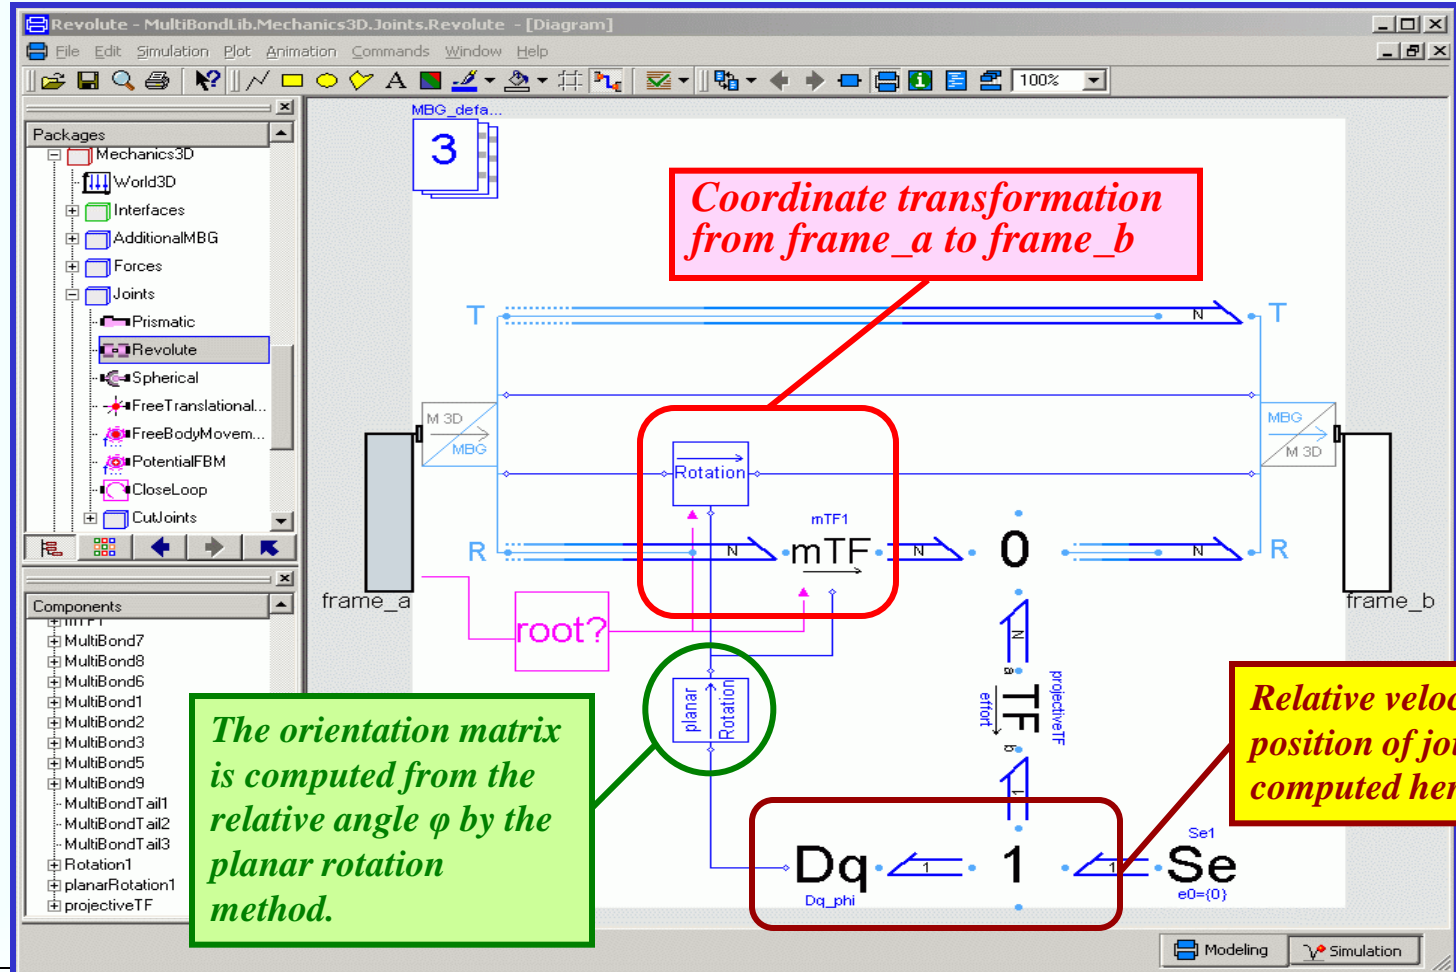 Revolute - MultiBondLib.Mechanics3D.Joints.Revolute - [Diagram]
File Edit Simulation Plot Animation Commands Window Help
100%
Packages
Mechanics3D
World3D
Interfaces
AdditionalMBG
Forces
Joints
Prismatic
Revolute
Spherical
FreeTranslational...
FreeBodyMovem...
PotentialFBM
CloseLoop
CutJoints
Components
mTF1
MultiBond7
MultiBond8
MultiBond6
MultiBond1
MultiBond2
MultiBond3
MultiBond5
MultiBond9
MultiBondTail1
MultiBondTail2
MultiBondTail3
Rotation1
planarRotation1
projectiveTF
MBG_defa...
3
Coordinate transformation
from frame_a to frame_b
T
N
T
M 3D
MBG
MBG
M 3D
Rotation
mTF1
R
N
mTF
N
0
N
R
frame_a
frame_b
root?
N
planar
Rotation
a
effort
TF
projectiveTF
b
1
The orientation matrix
is computed from the
relative angle φ by the
planar rotation
method.
Relative veloc
position of jo
computed her
Dq
Dq_phi
1
1
1
Se1
Se
e0={0}
Modeling
Simulation